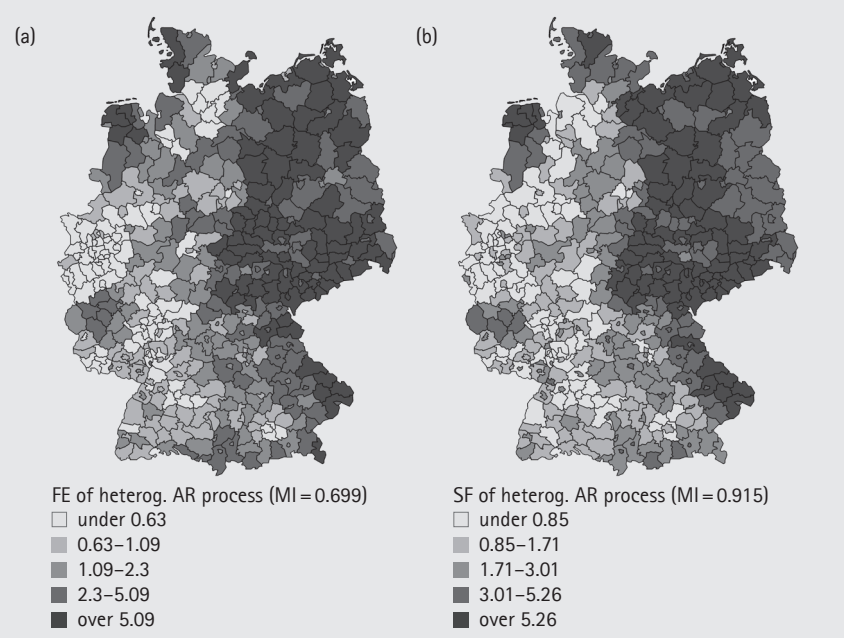 (a)
(b)
FE of heterog. AR process (MI = 0.699)
under 0.63
0.63–1.09
1.09–2.3
2.3–5.09
over 5.09
SF of heterog. AR process (MI = 0.915)
under 0.85
0.85–1.71
1.71–3.01
3.01–5.26
over 5.26